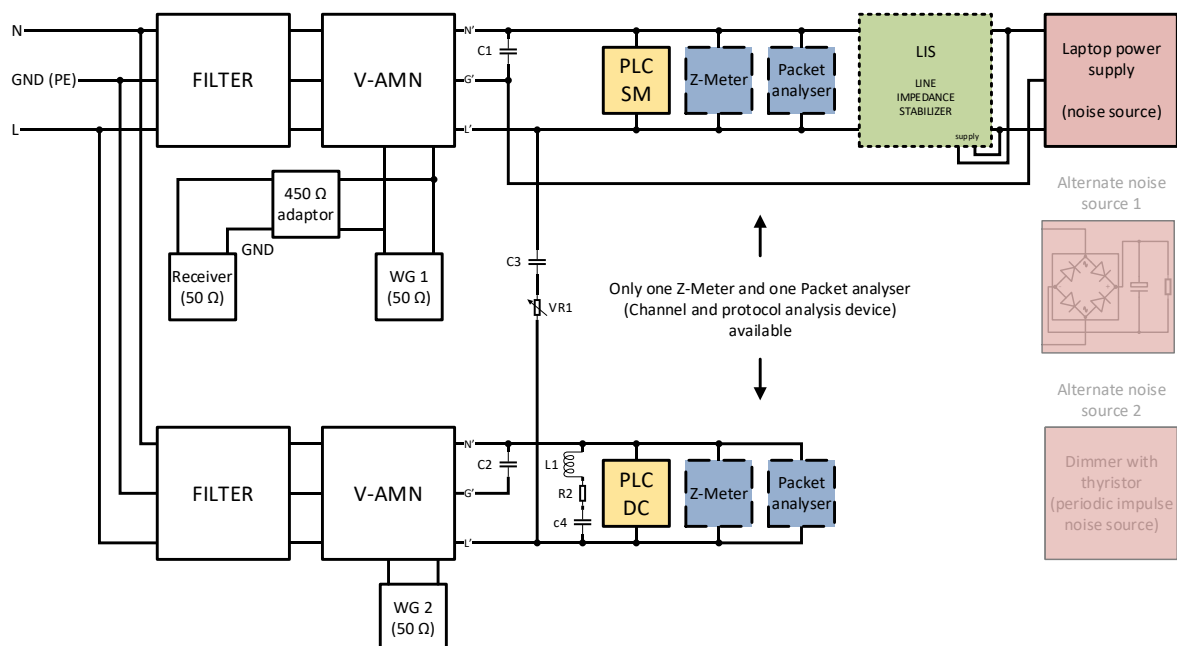 N
GND (PE)
L
FILTER
V-AMN
N'
G'
L'
C1
PLC
SM
Z-Meter
Packet
analyser
LIS
LINE
IMPEDANCE
STABILIZER
supply
Laptop power
supply
(noise source)
450 Ω
adaptor
GND
Receiver
(50 Ω)
WG 1
(50 Ω)
C3
VR1
Only one Z-Meter and one Packet analyser
(Channel and protocol analysis device)
available
Alternate noise
source 1
Alternate noise
source 2
Dimmer with
thyristor
(periodic impulse
noise source)
FILTER
V-AMN
N'
G'
L'
C2
L1
R2
c4
PLC
DC
Z-Meter
Packet
analyser
WG 2
(50 Ω)